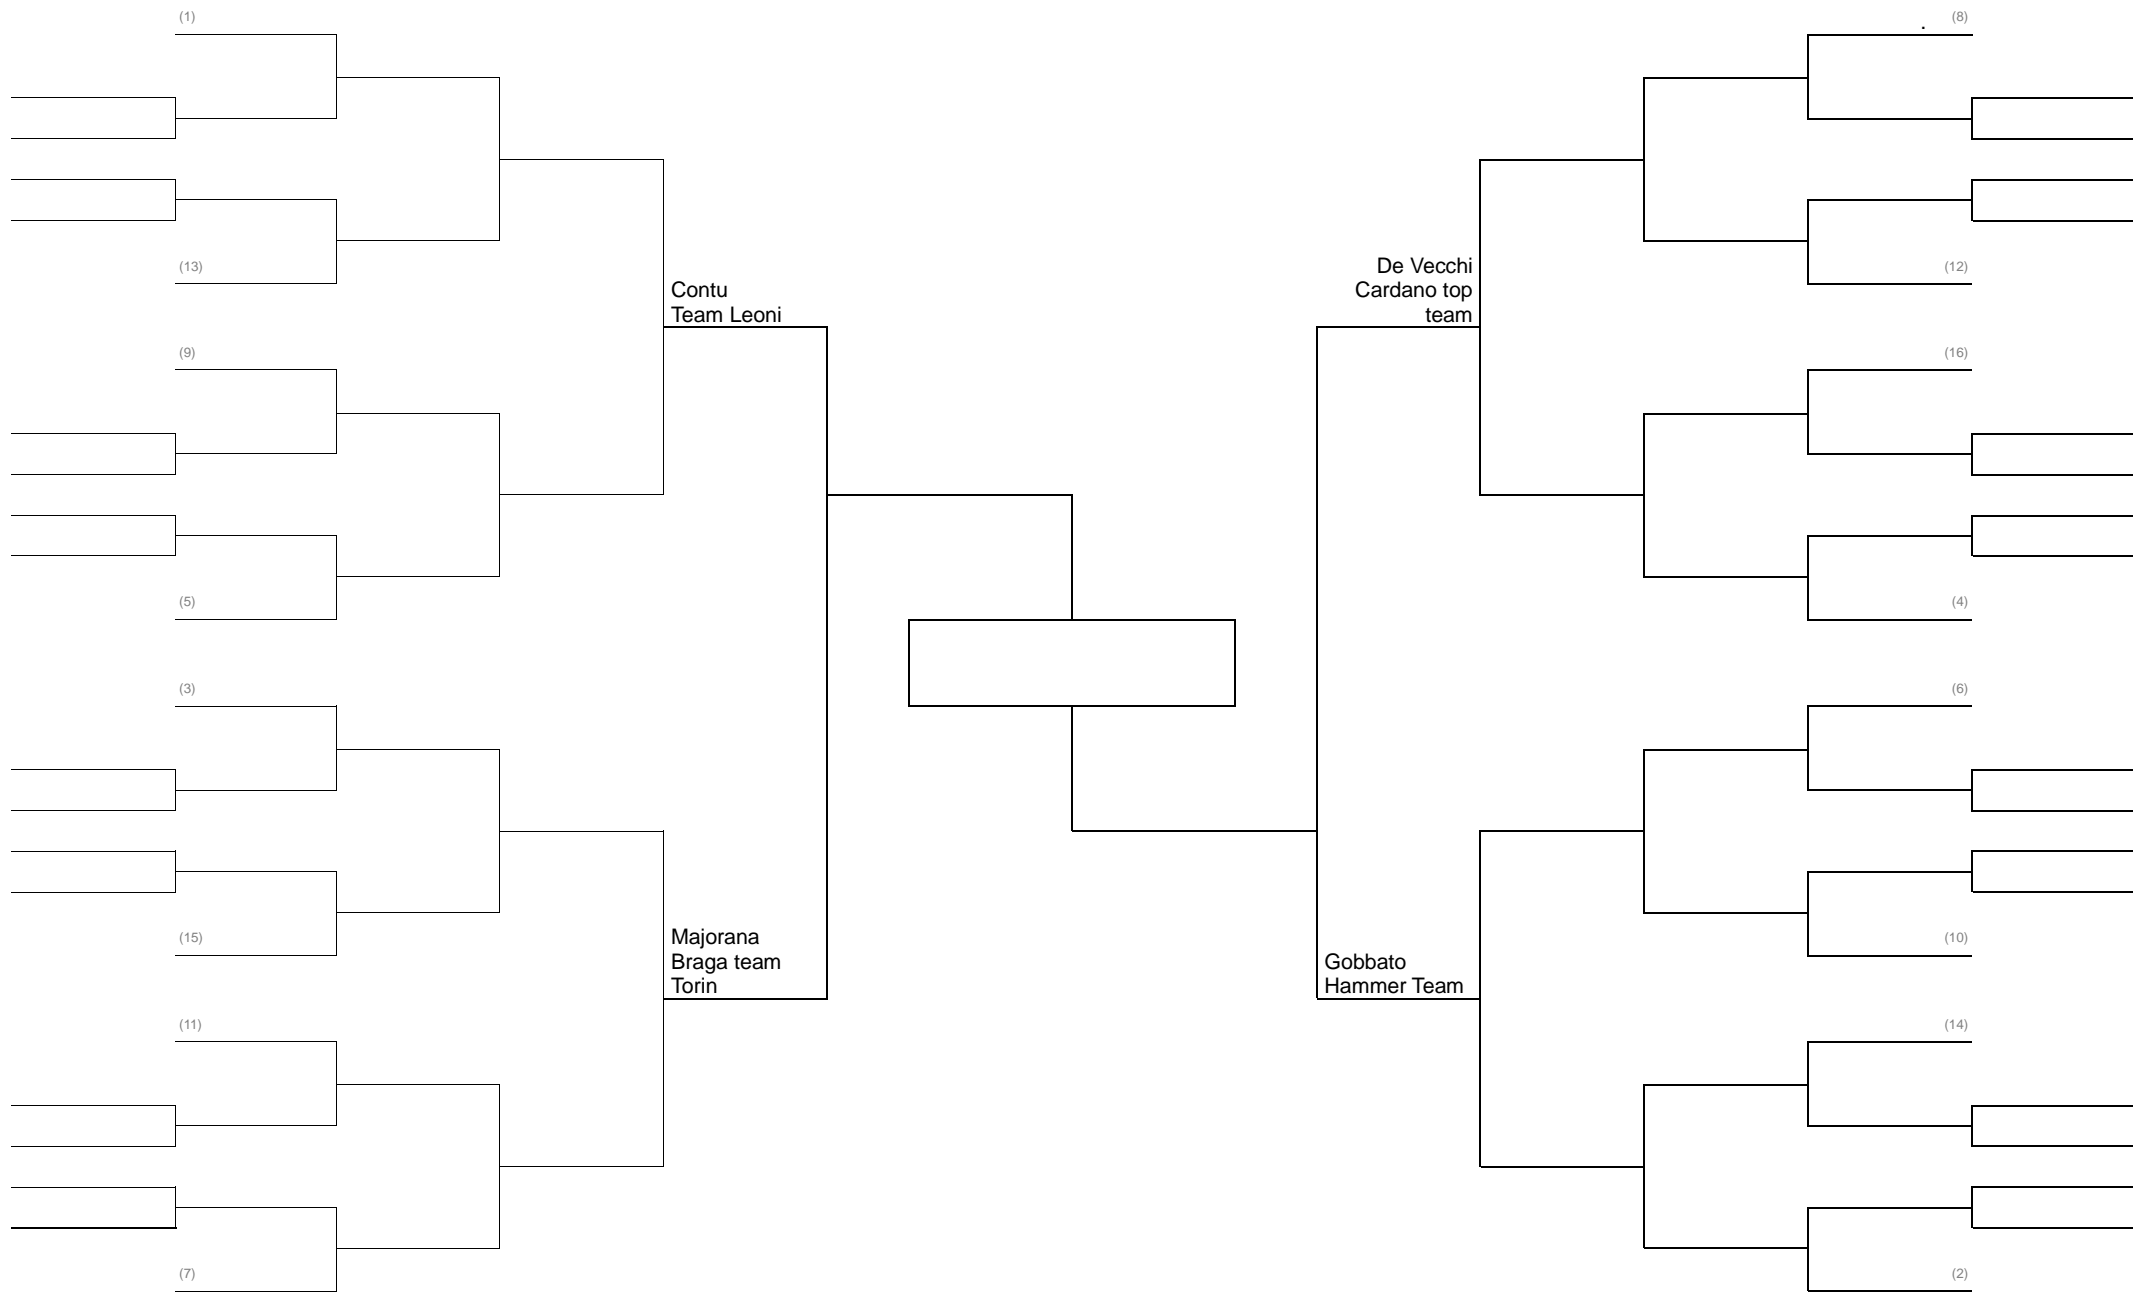 (1)
(8)
.
(13)
(12)
De Vecchi
Cardano top
team
Contu
Team Leoni
(9)
(16)
(5)
(4)
(3)
(6)
(15)
(10)
Majorana
Braga team
Torin
Gobbato
Hammer Team
(11)
(14)
(7)
(2)